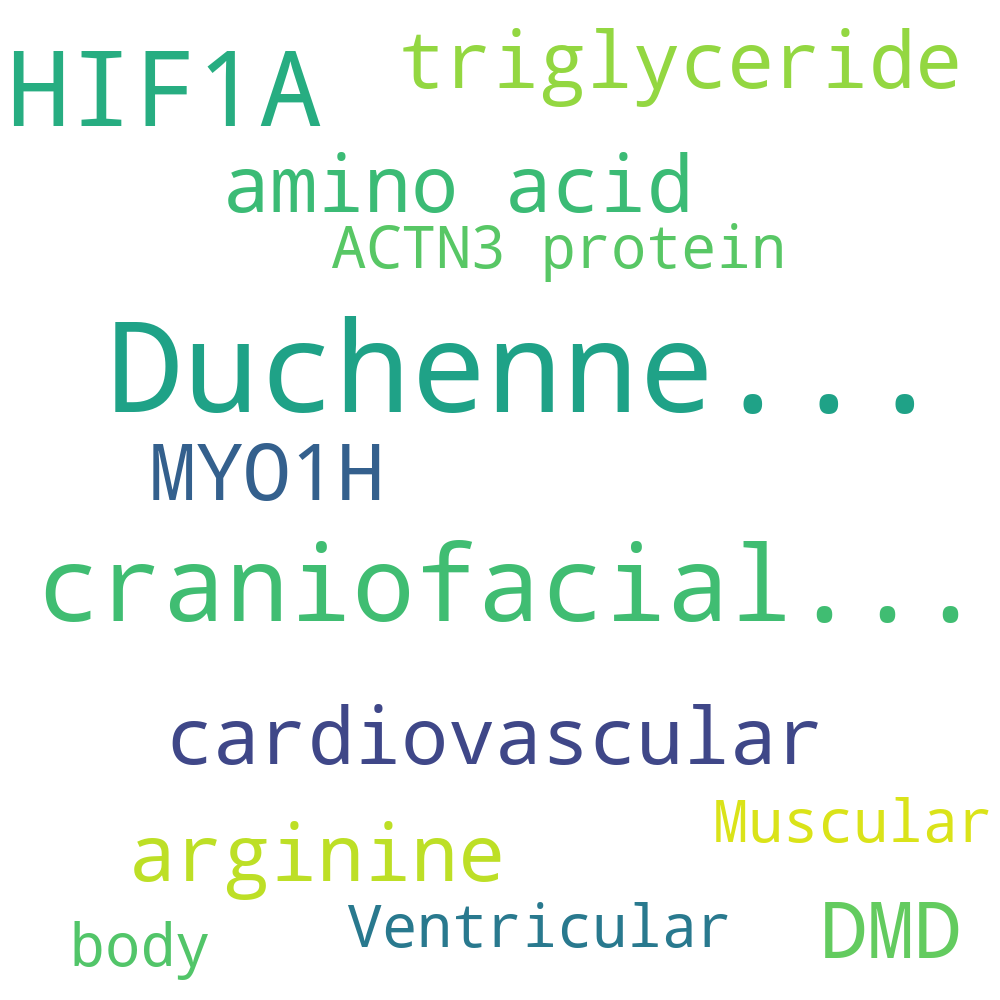 HIF1A
triglyceride
amino acid
ACTN3 protein
Duchenne...
MYO1H
craniofacial...
cardiovascular
Muscular
arginine
Ventricular
DMD
body